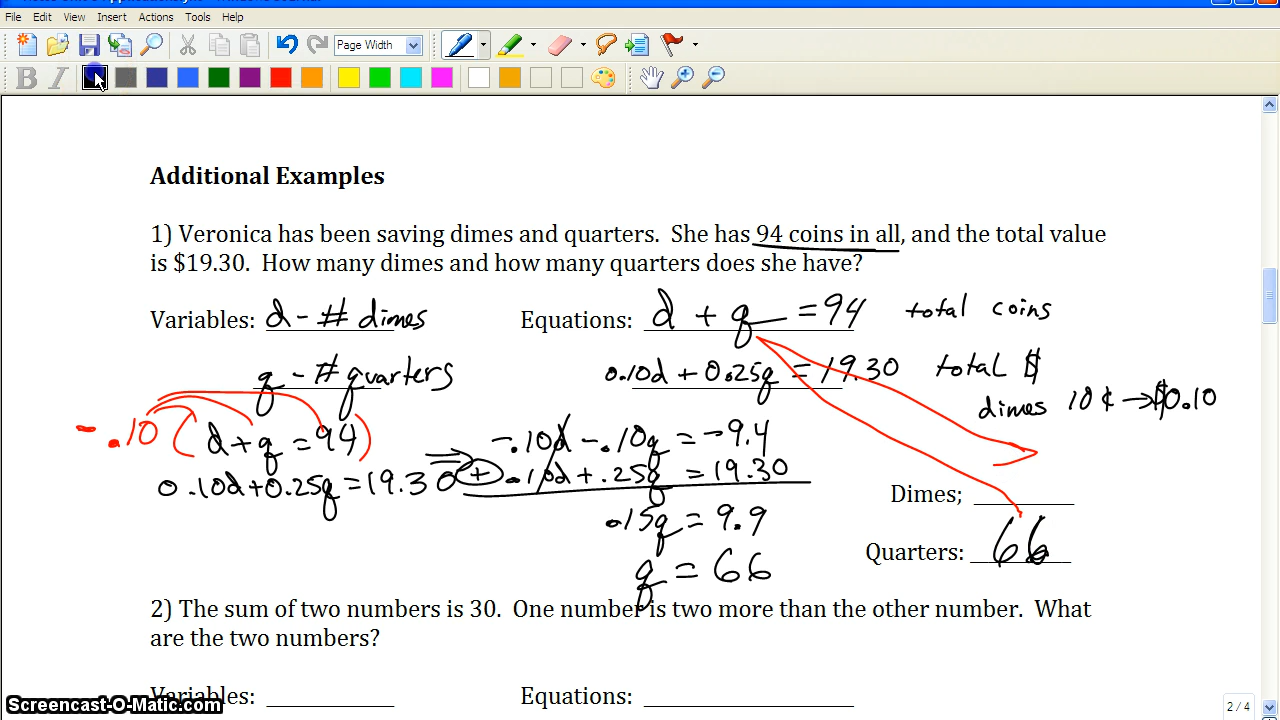 File Edit View Insert Actions Tools Help
Page Width
B I
Additional Examples
1) Veronica has been saving dimes and quarters. She has 94 coins in all, and the total value
is $19.30. How many dimes and how many quarters does she have?
Variables: d - # dimes
Equations: d + q = 94 total coins
q - # quarters
0.10d + 0.25q = 19.30 total $
dimes 10¢ → $0.10
-.10 ( d + q = 94 )
0.10d + 0.25q = 19.30
-.10d - .10q = -9.4
+ .10d + .25q = 19.30
.15q = 9.9
q = 66
Dimes;
Quarters: 66
2) The sum of two numbers is 30. One number is two more than the other number. What
are the two numbers?
Variables:
Equations:
Screencast-O-Matic.com
2 / 4